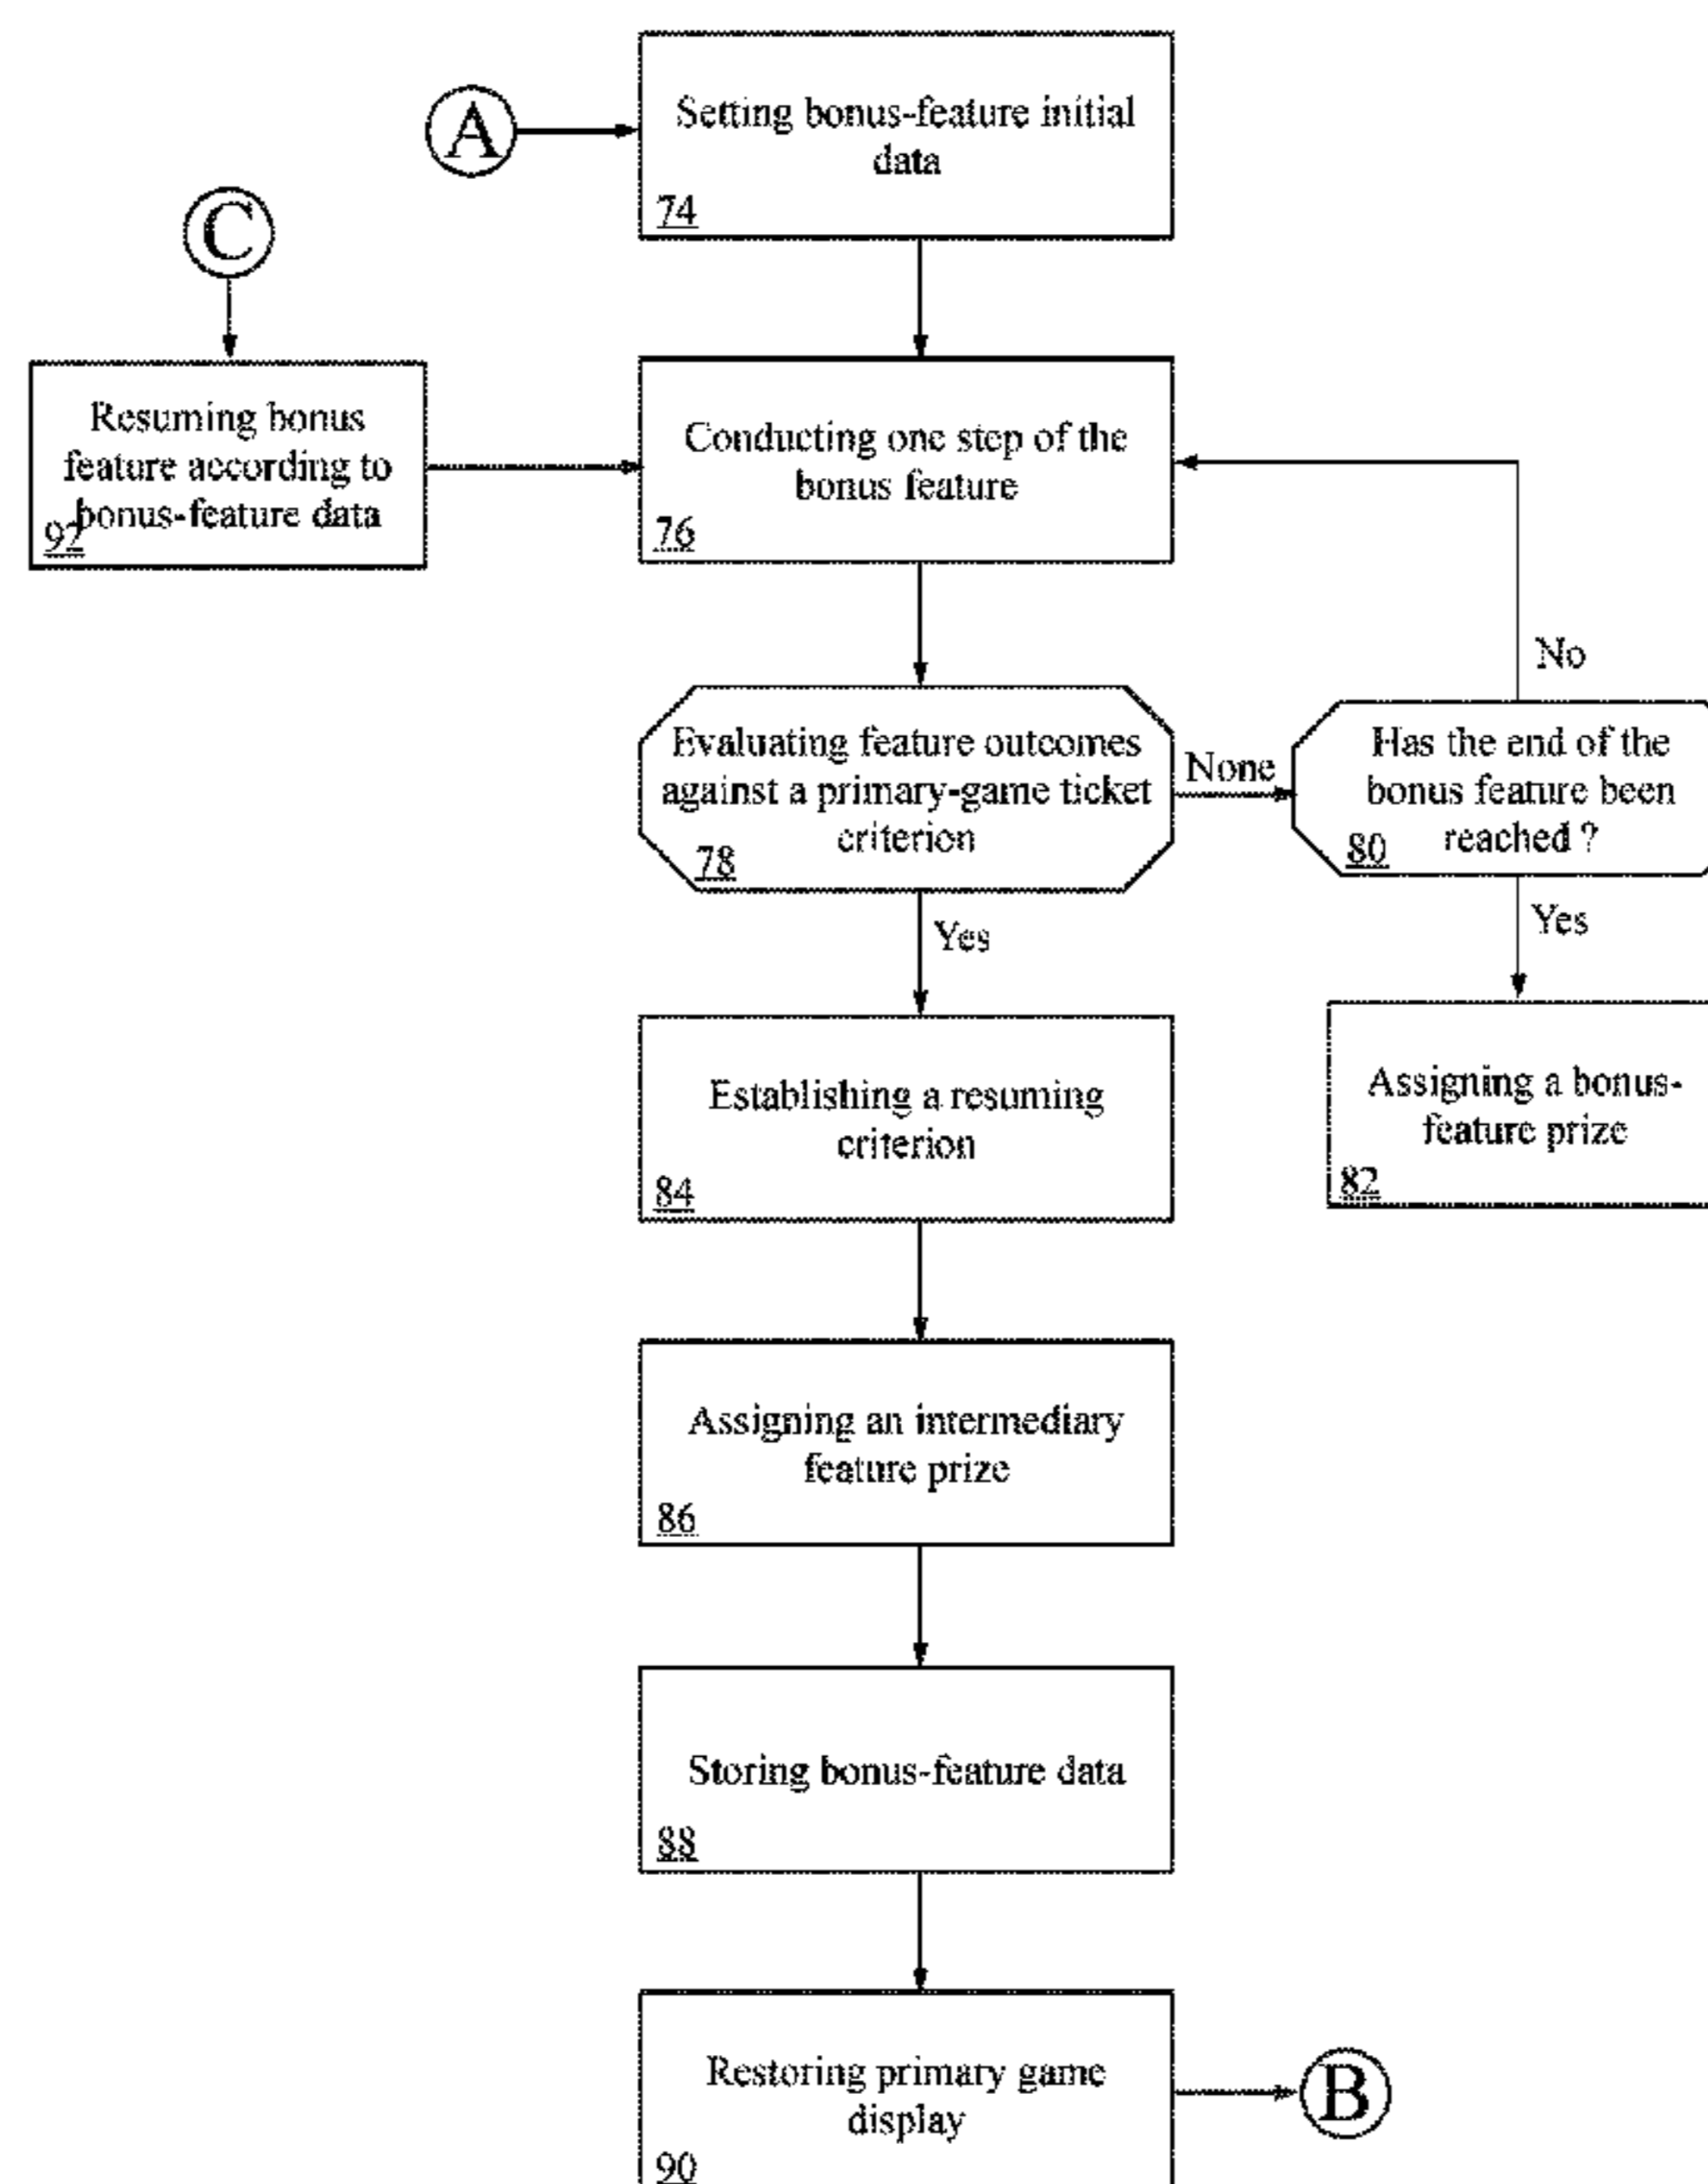 A
Setting bonus-feature initial
data
74
C
Resuming bonus
feature according to
bonus-feature data
92
Conducting one step of the
bonus feature
76
No
Evaluating feature outcomes
against a primary-game ticket
criterion
78
None
Has the end of the
bonus feature been
reached ?
80
Yes
Yes
Establishing a resuming
criterion
84
Assigning a bonus-
feature prize
82
Assigning an intermediary
feature prize
86
Storing bonus-feature data
88
Restoring primary game
display
90
B